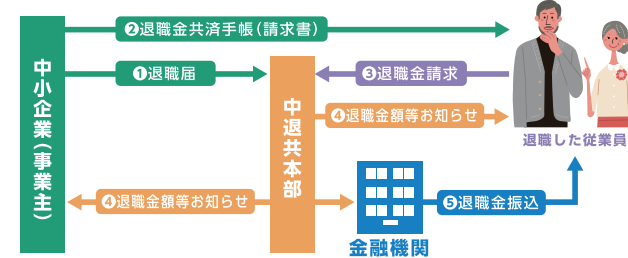 ❷退職金共済手帳(請求書)
❶退職届
❸退職金請求
中小企業(事業主)
中退共本部
❹退職金額等お知らせ
退職した従業員
❹退職金額等お知らせ
❺退職金振込
金融機関